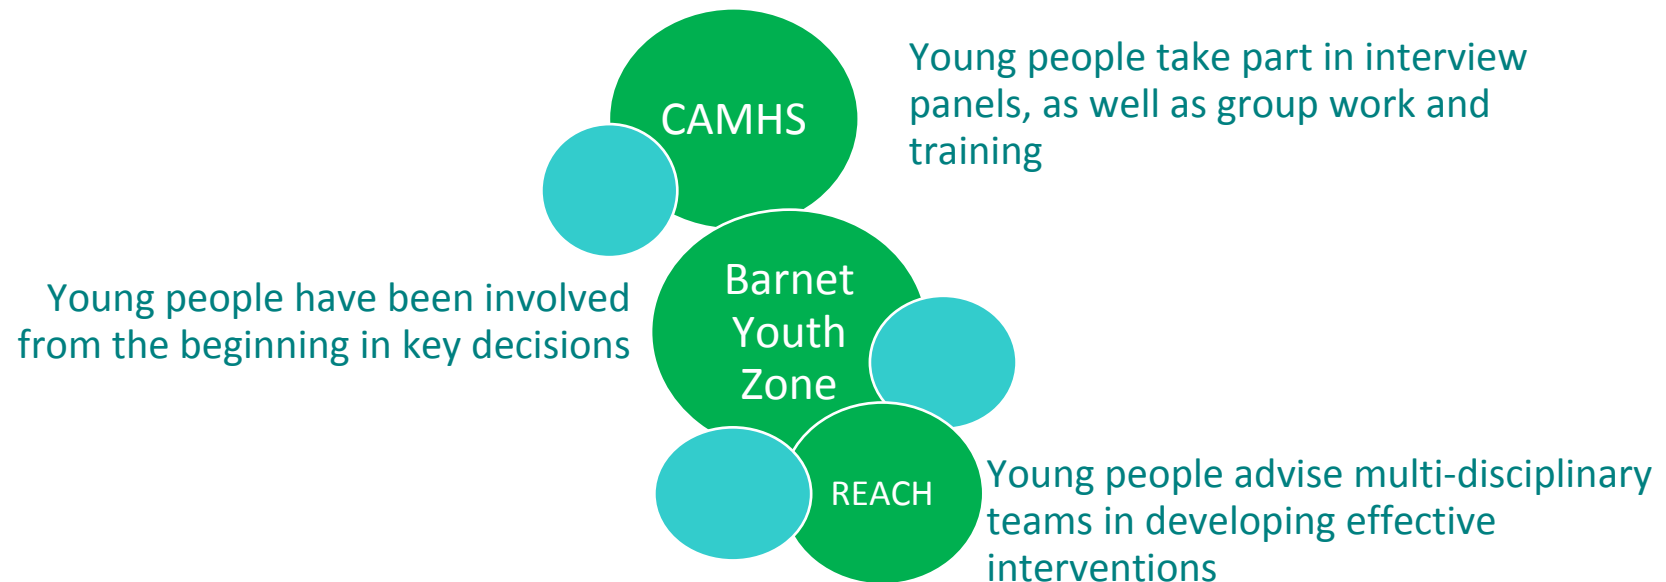 CAMHS
Young people take part in interview
panels, as well as group work and
training
Barnet
Youth
Zone
Young people have been involved
from the beginning in key decisions
REACH
Young people advise multi-disciplinary
teams in developing effective
interventions